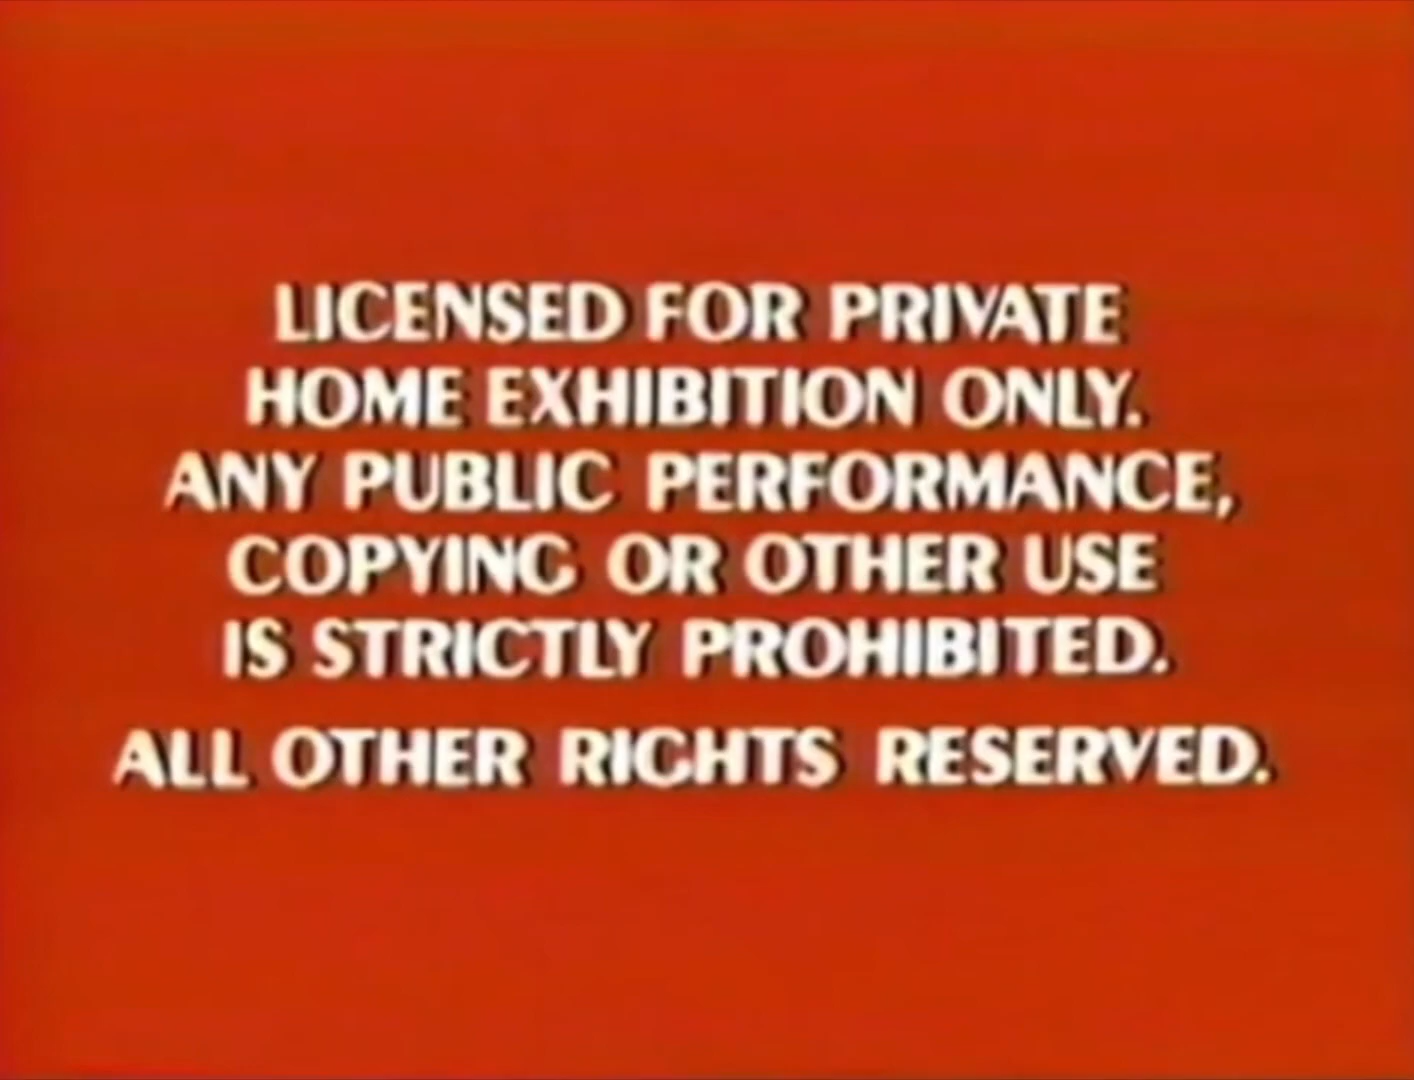 LICENSED FOR PRIVATE
HOME EXHIBITION ONLY.
ANY PUBLIC PERFORMANCE,
COPYING OR OTHER USE
IS STRICTLY PROHIBITED.
ALL OTHER RIGHTS RESERVED.